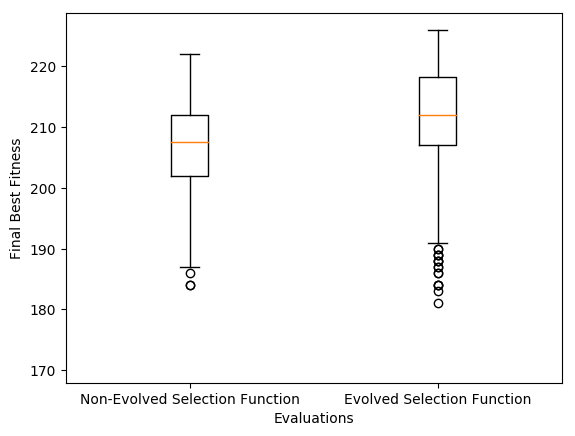 Final Best Fitness
220
210
200
190
180
170
Non-Evolved Selection Function
Evolved Selection Function
Evaluations